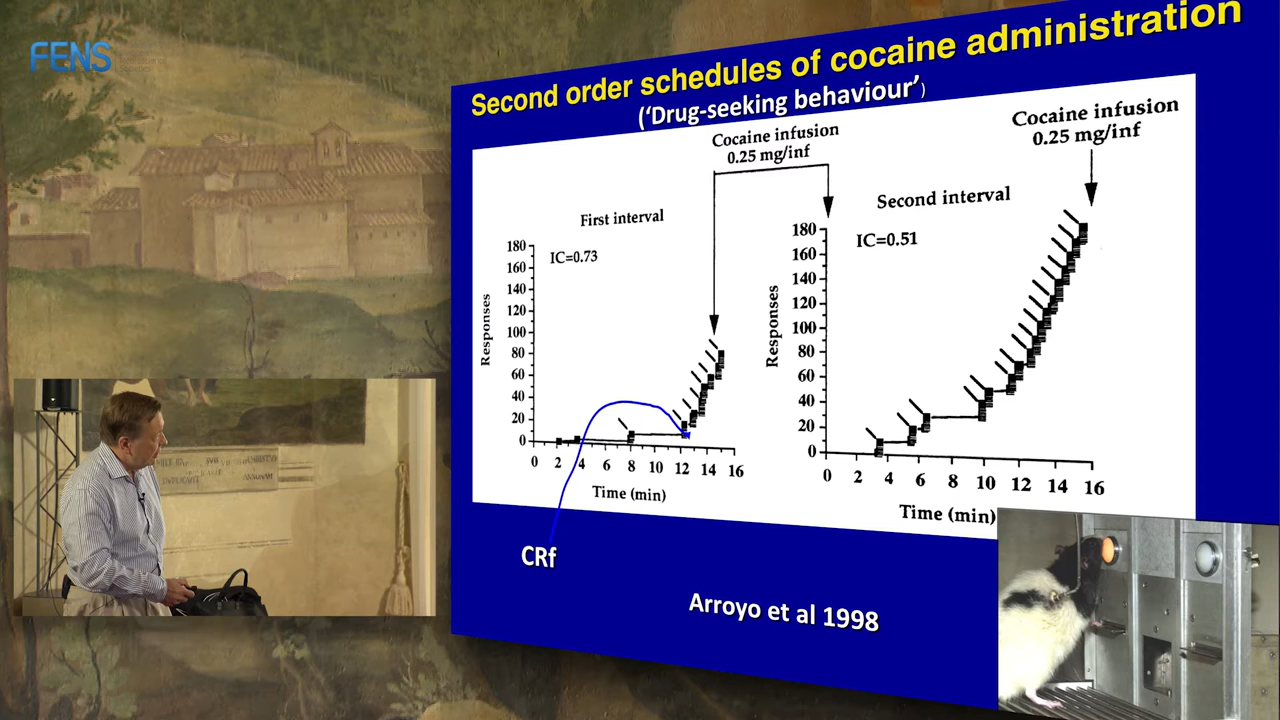 FENS
Second order schedules of cocaine administration
('Drug-seeking behaviour')
Cocaine infusion
0.25 mg/inf
Cocaine infusion
0.25 mg/inf
First interval
IC=0.73
Responses
180
160
140
120
100
80
60
40
20
0
0 2 4 6 8 10 12 14 16
Time (min)
Second interval
IC=0.51
Responses
180
160
140
120
100
80
60
40
20
0
0 2 4 6 8 10 12 14 16
Time (min)
CRf
Arroyo et al 1998